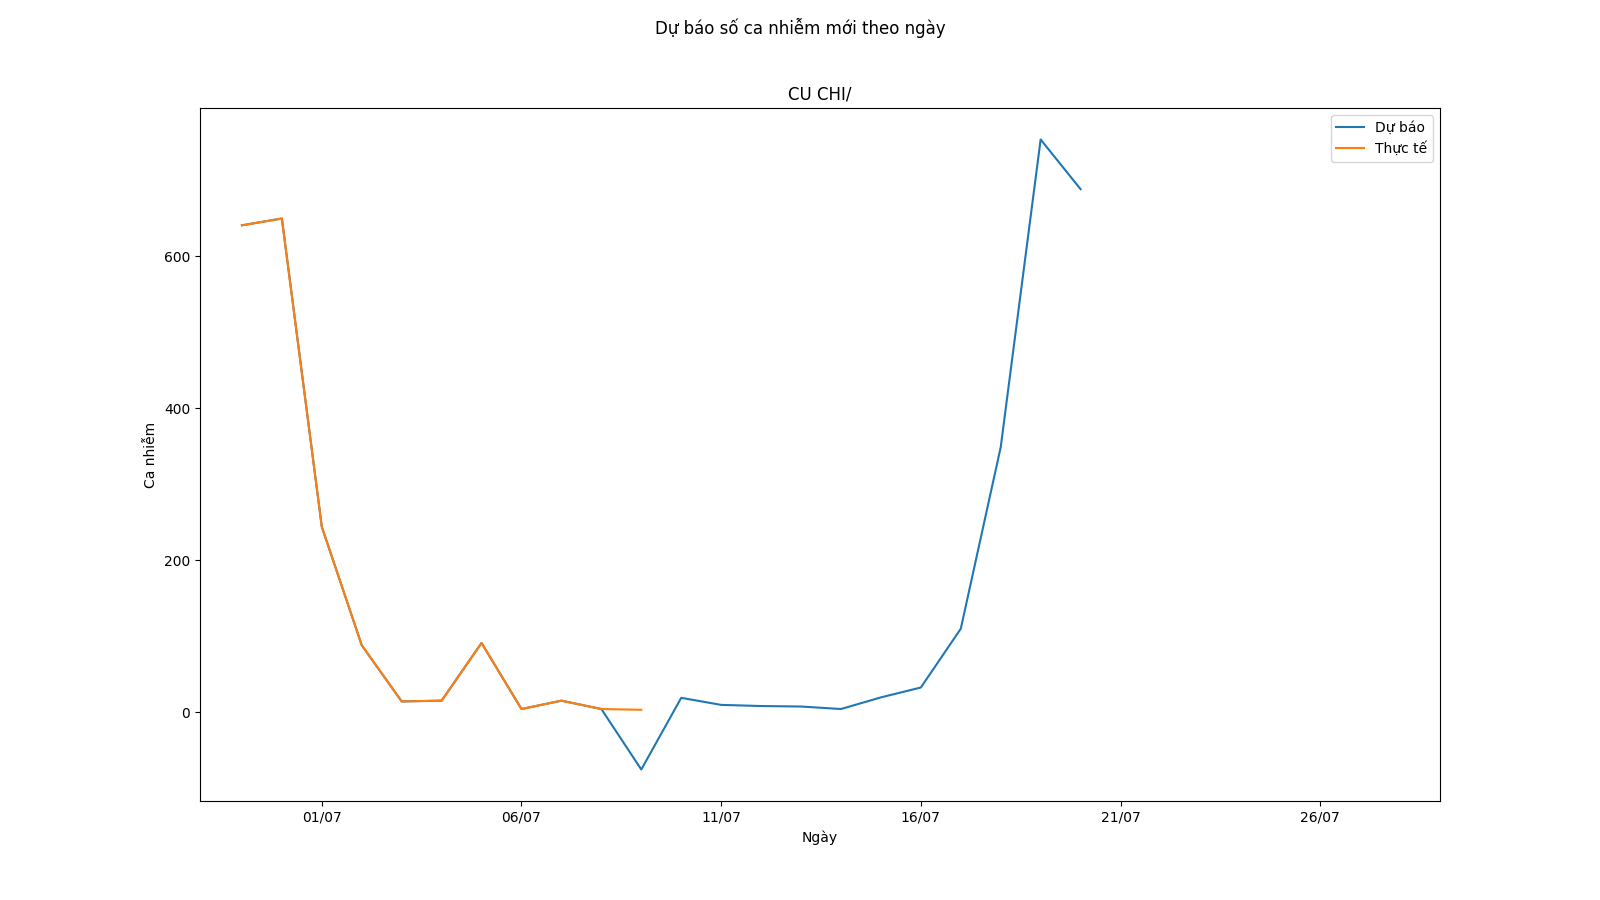 Dự báo số ca nhiễm mới theo ngày
CU CHI/
Dự báo
Thực tế
600
400
200
0
Ca nhiễm
01/07
06/07
11/07
16/07
21/07
26/07
Ngày